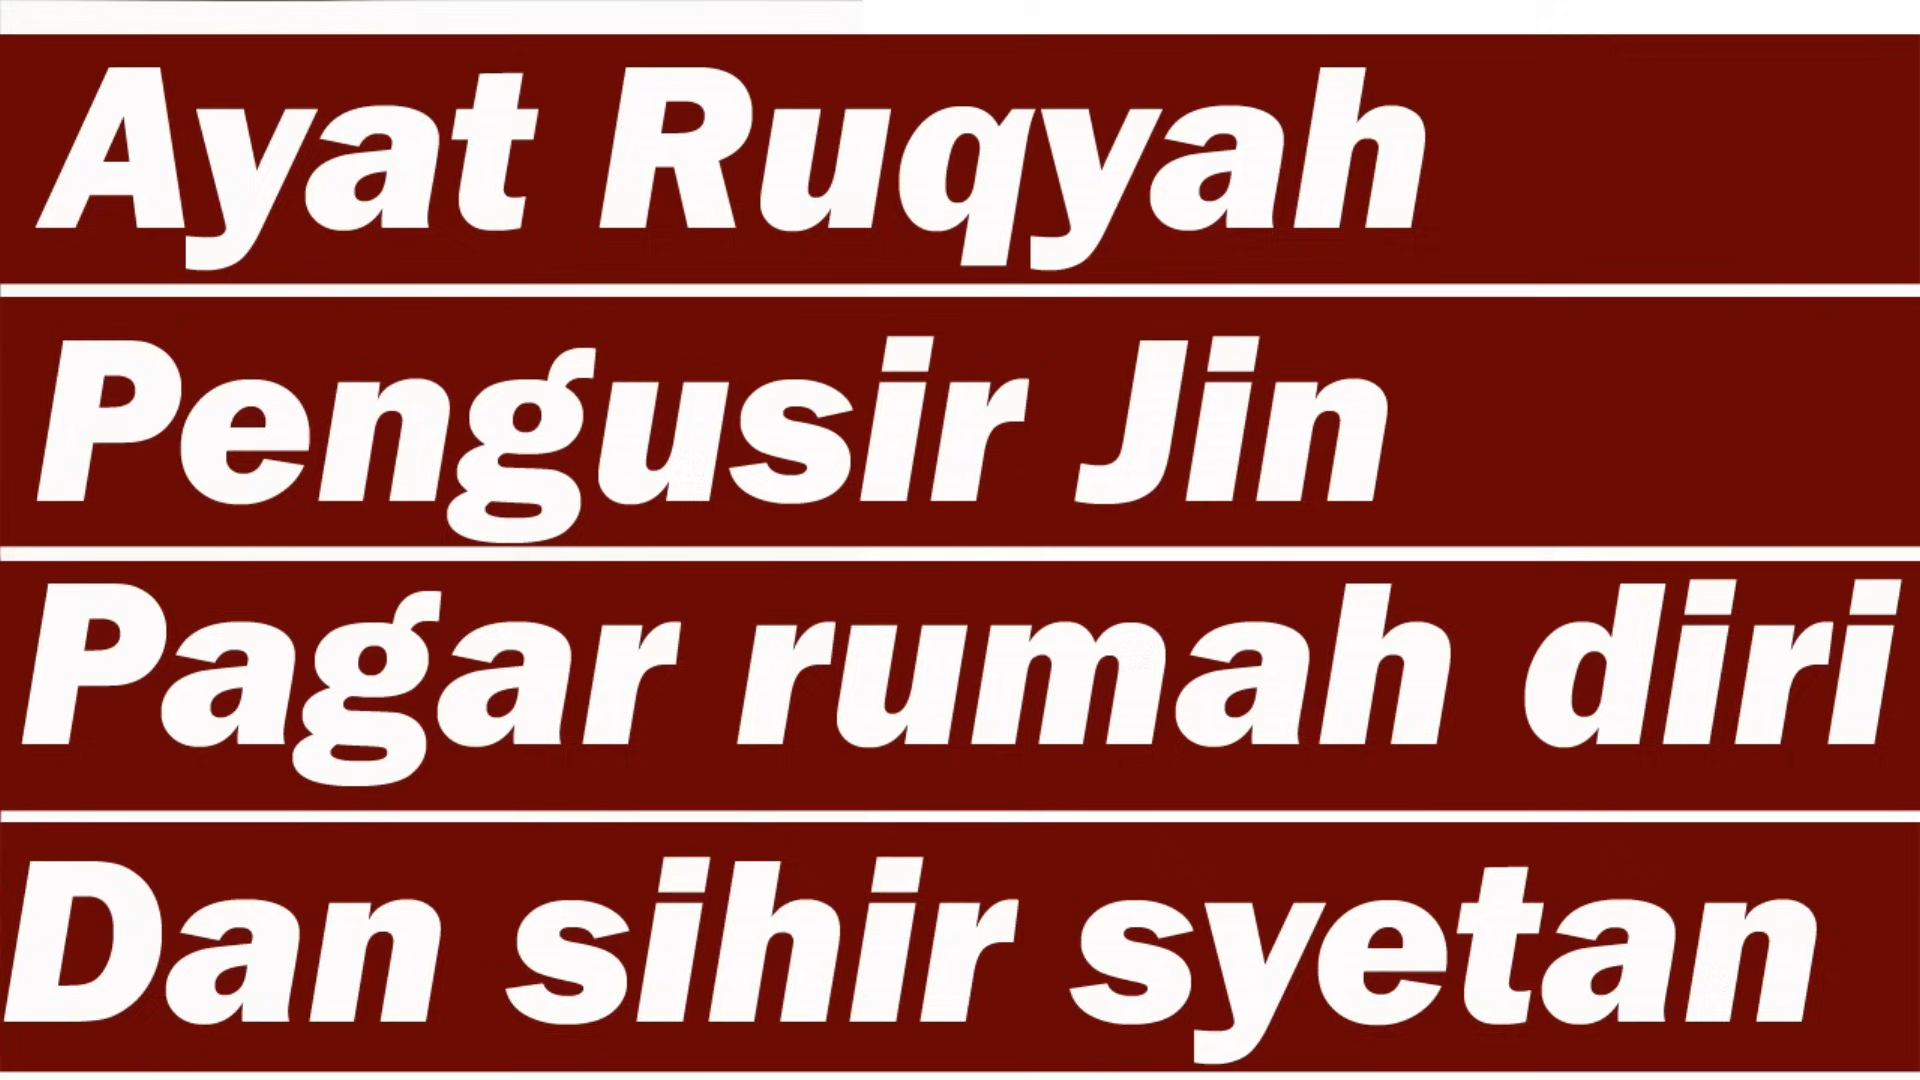 Ayat Ruqyah
Pengusir Jin
Pagar rumah diri
Dan sihir syetan